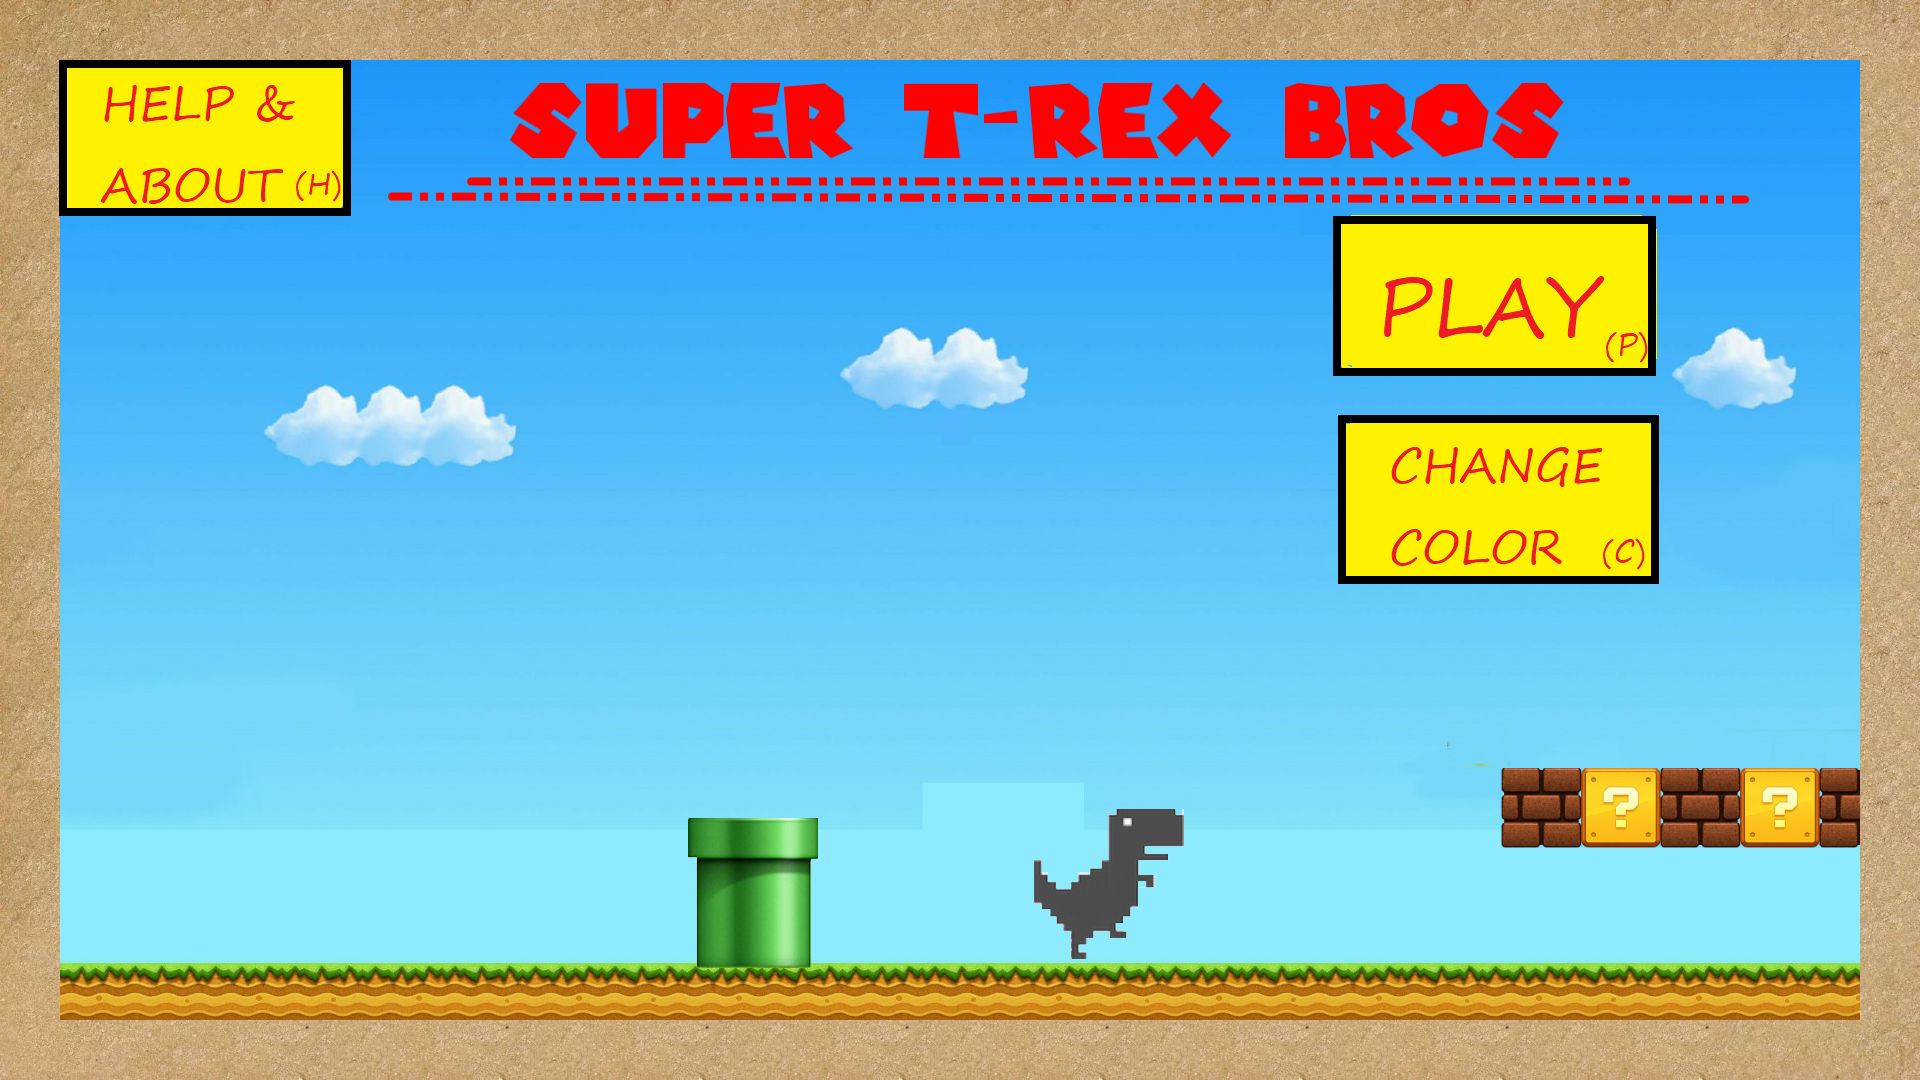 SUPER T-REX BROS
HELP &
ABOUT (H)
PLAY
(P)
CHANGE
COLOR (C)
? ?